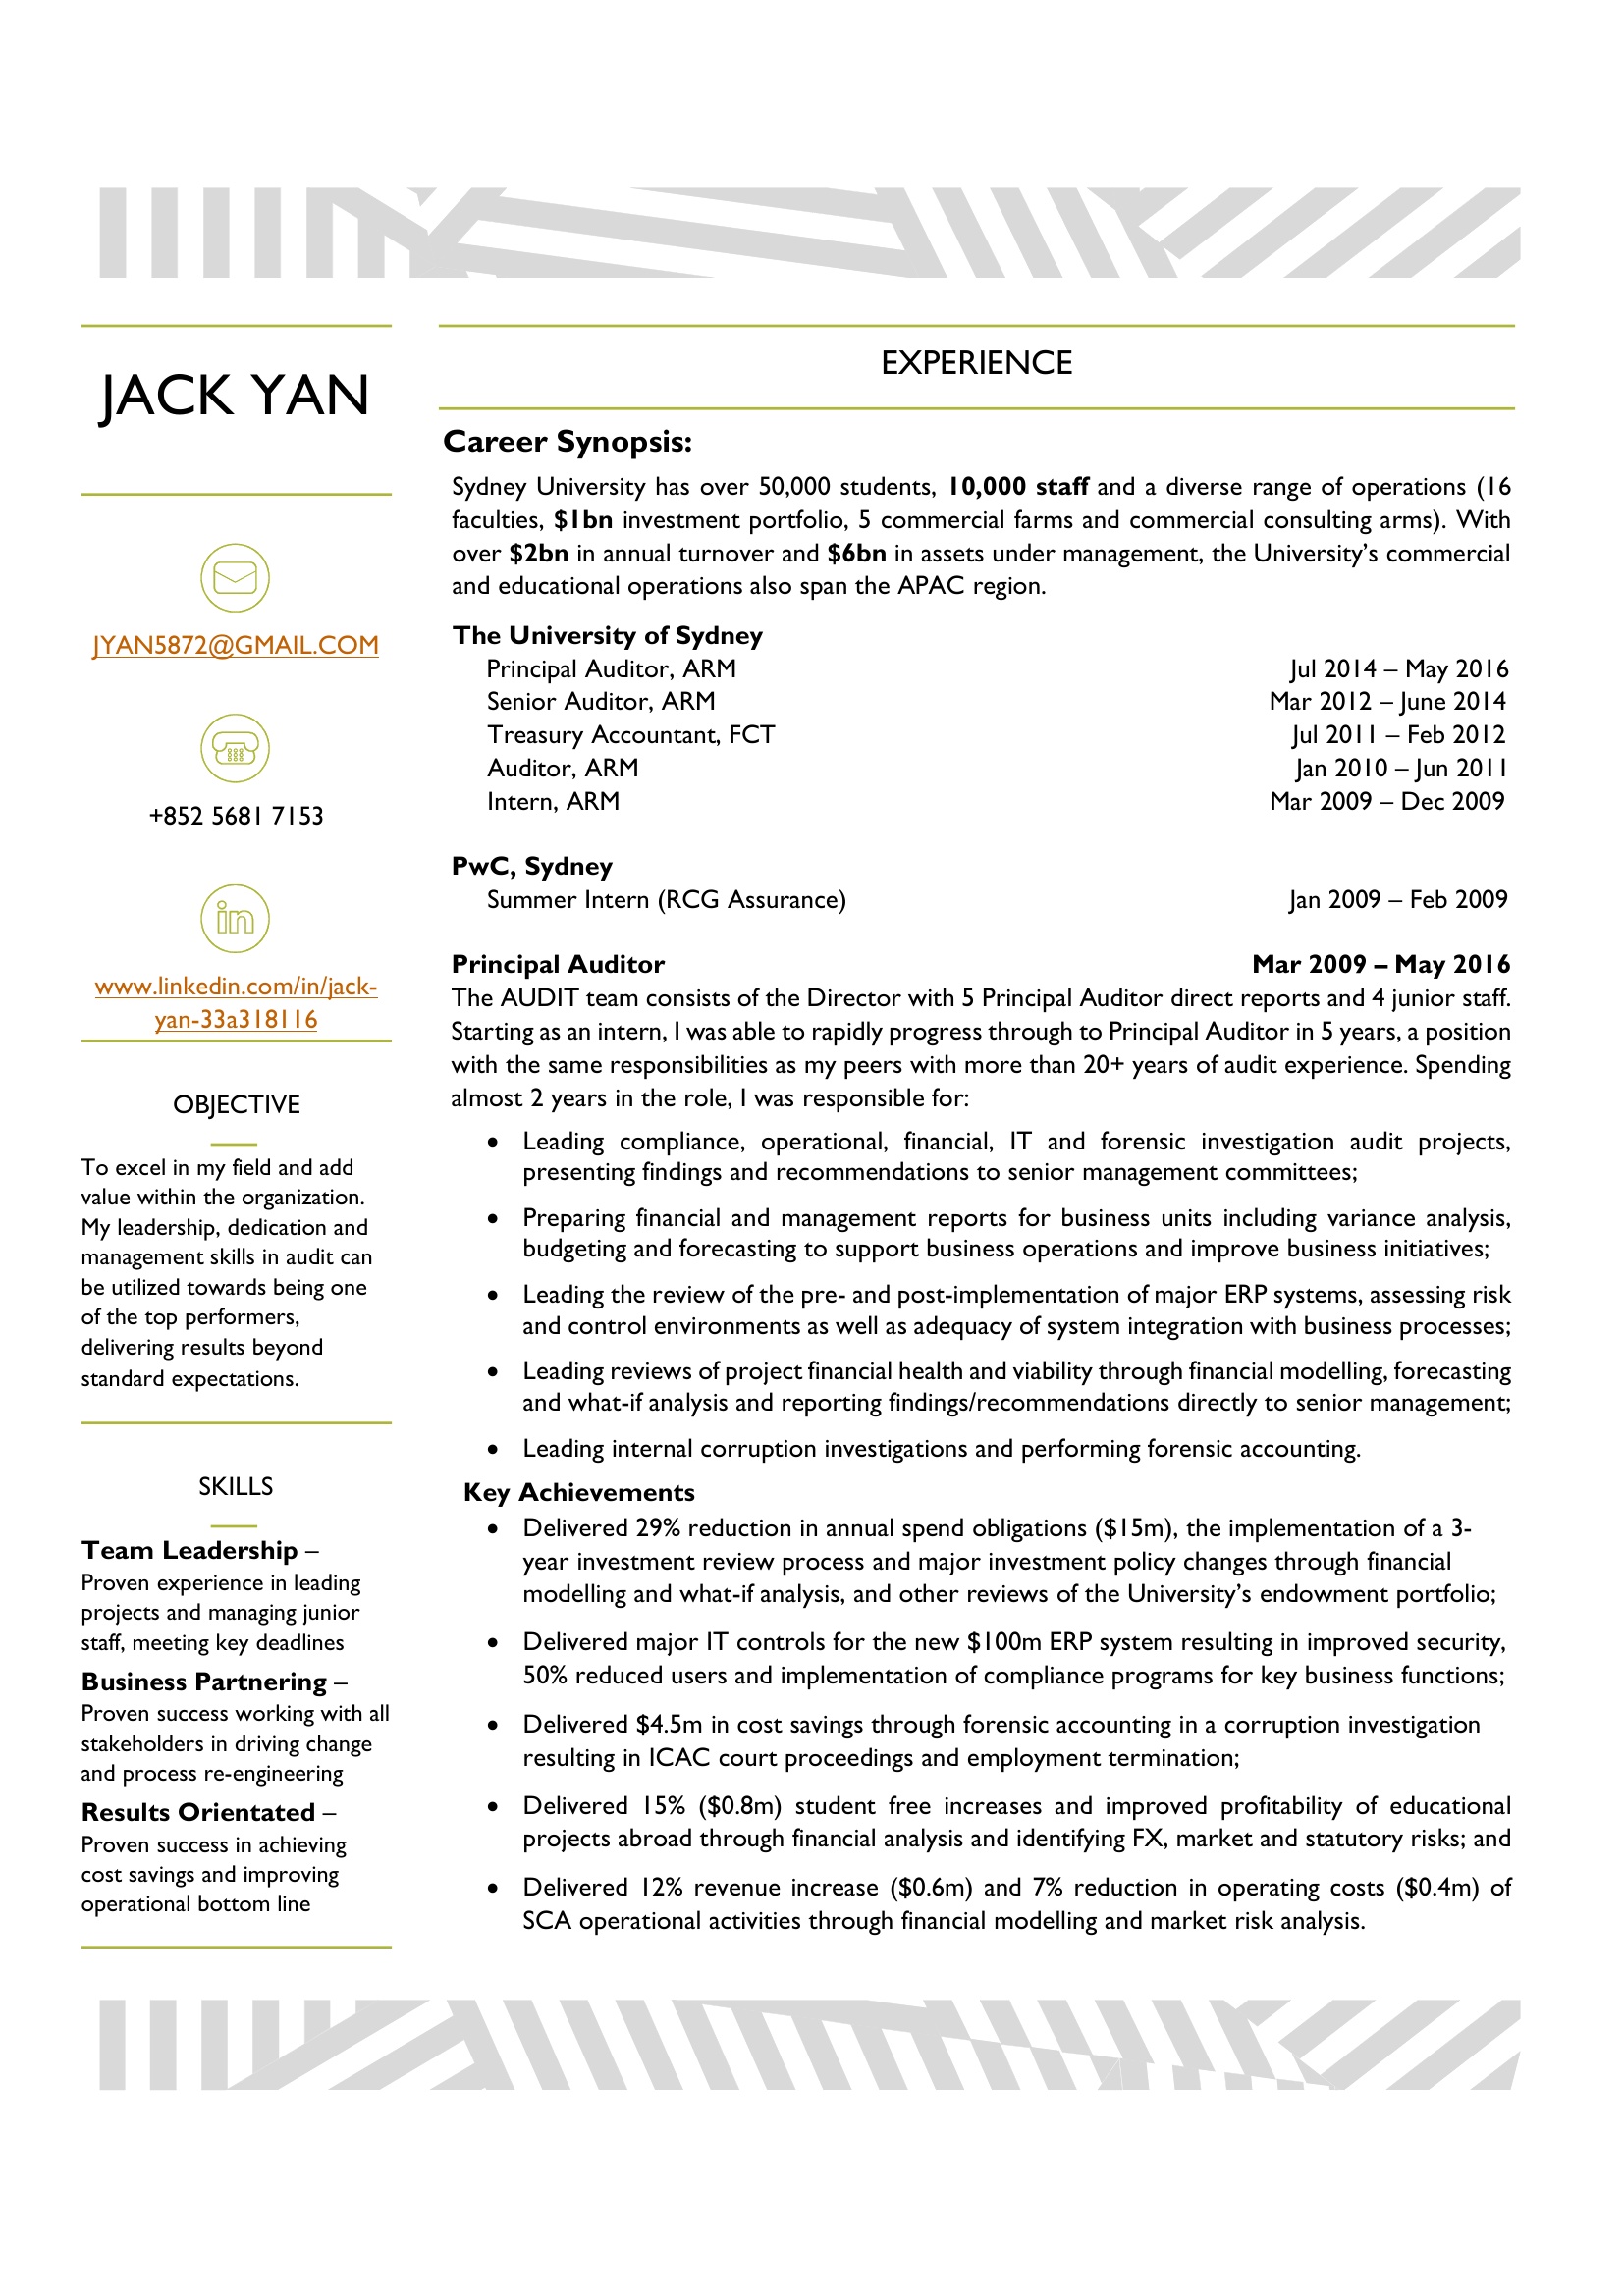 JACK YAN
JYAN5872@GMAIL.COM
+852 5681 7153
in
www.linkedin.com/in/jack-
yan-33a318116
OBJECTIVE
To excel in my field and add
value within the organization.
My leadership, dedication and
management skills in audit can
be utilized towards being one
of the top performers,
delivering results beyond
standard expectations.
SKILLS
Team Leadership –
Proven experience in leading
projects and managing junior
staff, meeting key deadlines
Business Partnering –
Proven success working with all
stakeholders in driving change
and process re-engineering
Results Orientated –
Proven success in achieving
cost savings and improving
operational bottom line
EXPERIENCE
Career Synopsis:
Sydney University has over 50,000 students, 10,000 staff and a diverse range of operations (16
faculties, $1bn investment portfolio, 5 commercial farms and commercial consulting arms). With
over $2bn in annual turnover and $6bn in assets under management, the University’s commercial
and educational operations also span the APAC region.
The University of Sydney
Principal Auditor, ARM Jul 2014 – May 2016
Senior Auditor, ARM Mar 2012 – June 2014
Treasury Accountant, FCT Jul 2011 – Feb 2012
Auditor, ARM Jan 2010 – Jun 2011
Intern, ARM Mar 2009 – Dec 2009
PwC, Sydney
Summer Intern (RCG Assurance) Jan 2009 – Feb 2009
Principal Auditor Mar 2009 – May 2016
The AUDIT team consists of the Director with 5 Principal Auditor direct reports and 4 junior staff.
Starting as an intern, I was able to rapidly progress through to Principal Auditor in 5 years, a position
with the same responsibilities as my peers with more than 20+ years of audit experience. Spending
almost 2 years in the role, I was responsible for:
• Leading compliance, operational, financial, IT and forensic investigation audit projects,
presenting findings and recommendations to senior management committees;
• Preparing financial and management reports for business units including variance analysis,
budgeting and forecasting to support business operations and improve business initiatives;
• Leading the review of the pre- and post-implementation of major ERP systems, assessing risk
and control environments as well as adequacy of system integration with business processes;
• Leading reviews of project financial health and viability through financial modelling, forecasting
and what-if analysis and reporting findings/recommendations directly to senior management;
• Leading internal corruption investigations and performing forensic accounting.
Key Achievements
• Delivered 29% reduction in annual spend obligations ($15m), the implementation of a 3-
year investment review process and major investment policy changes through financial
modelling and what-if analysis, and other reviews of the University’s endowment portfolio;
• Delivered major IT controls for the new $100m ERP system resulting in improved security,
50% reduced users and implementation of compliance programs for key business functions;
• Delivered $4.5m in cost savings through forensic accounting in a corruption investigation
resulting in ICAC court proceedings and employment termination;
• Delivered 15% ($0.8m) student free increases and improved profitability of educational
projects abroad through financial analysis and identifying FX, market and statutory risks; and
• Delivered 12% revenue increase ($0.6m) and 7% reduction in operating costs ($0.4m) of
SCA operational activities through financial modelling and market risk analysis.